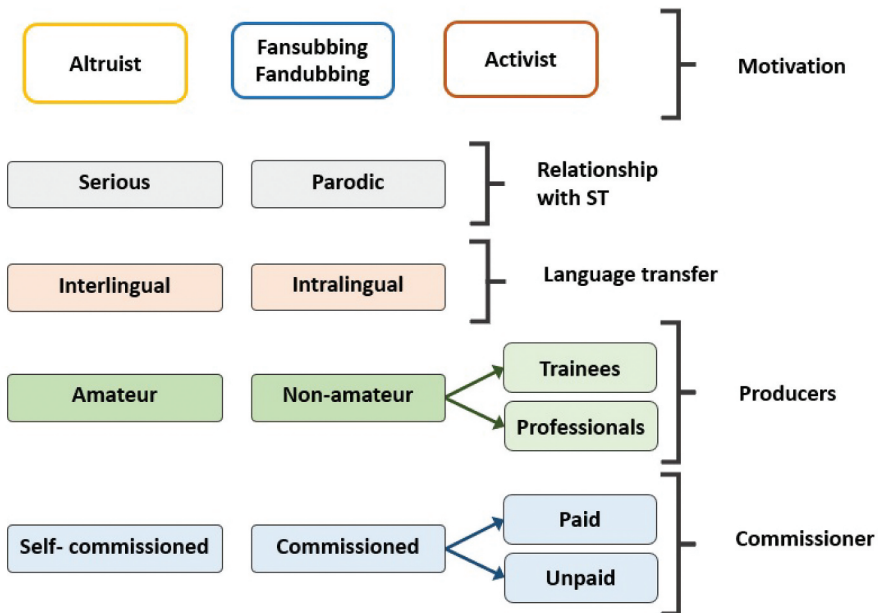 Altruist
Fansubbing
Fandubbing
Activist
Motivation
Serious
Parodic
Relationship
with ST
Interlingual
Intralingual
Language transfer
Amateur
Non-amateur
Trainees
Professionals
Producers
Self- commissioned
Commissioned
Paid
Unpaid
Commissioner